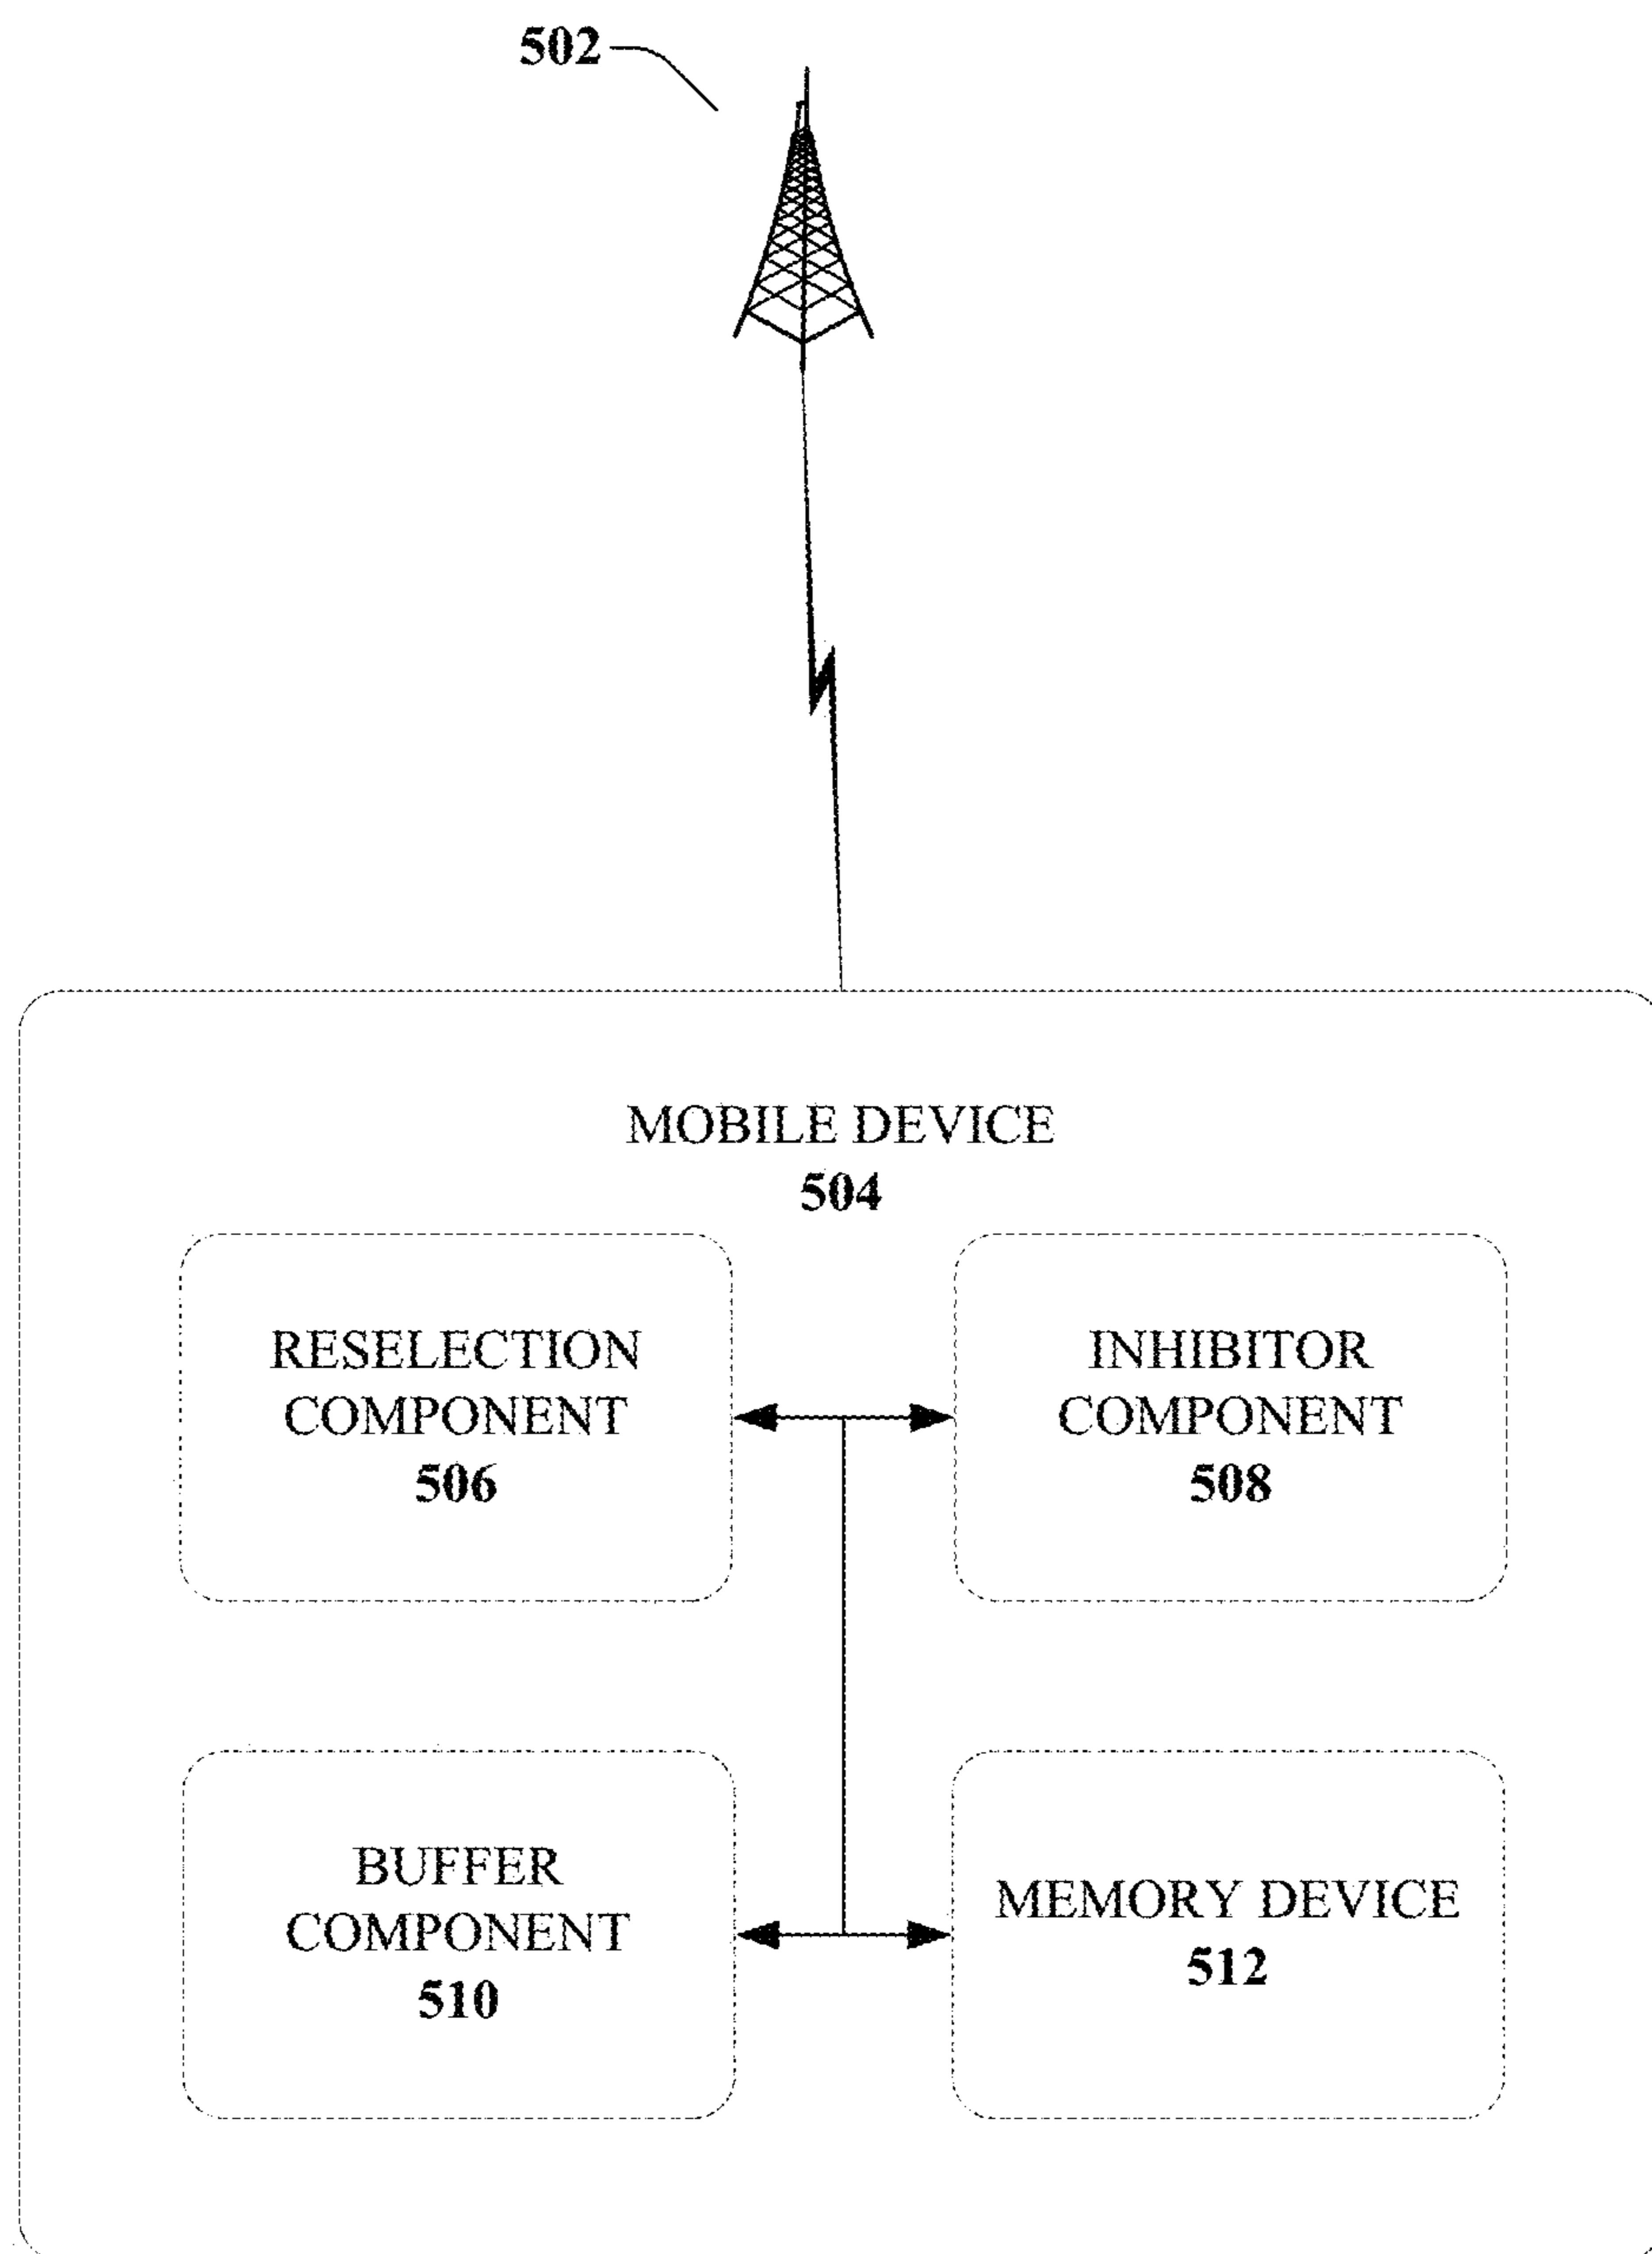 502
MOBILE DEVICE
504
RESELECTION
COMPONENT
506
INHIBITOR
COMPONENT
508
BUFFER
COMPONENT
510
MEMORY DEVICE
512